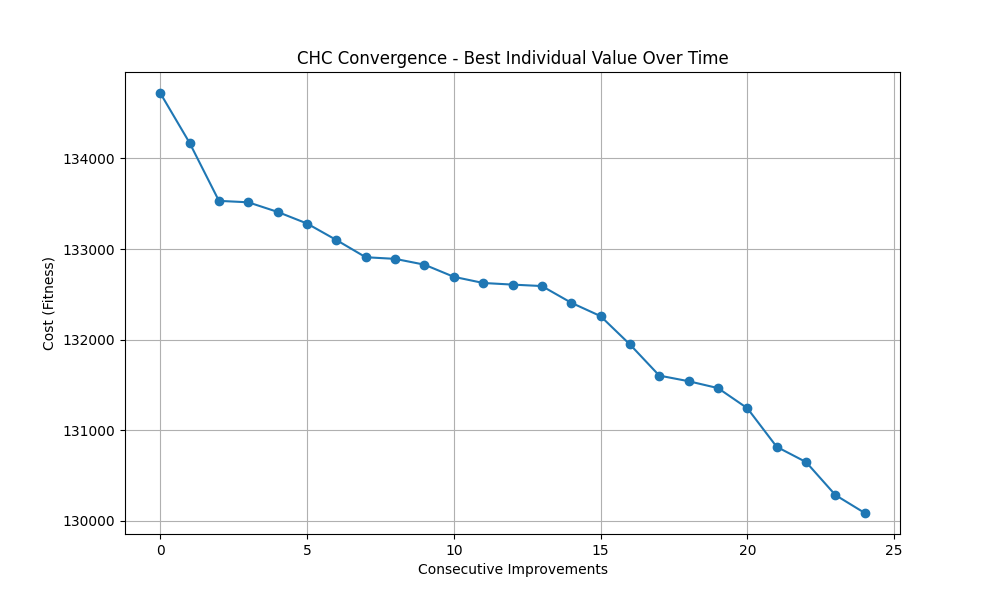 CHC Convergence - Best Individual Value Over Time
Cost (Fitness)
134000
133000
132000
131000
130000
0 5 10 15 20 25
Consecutive Improvements